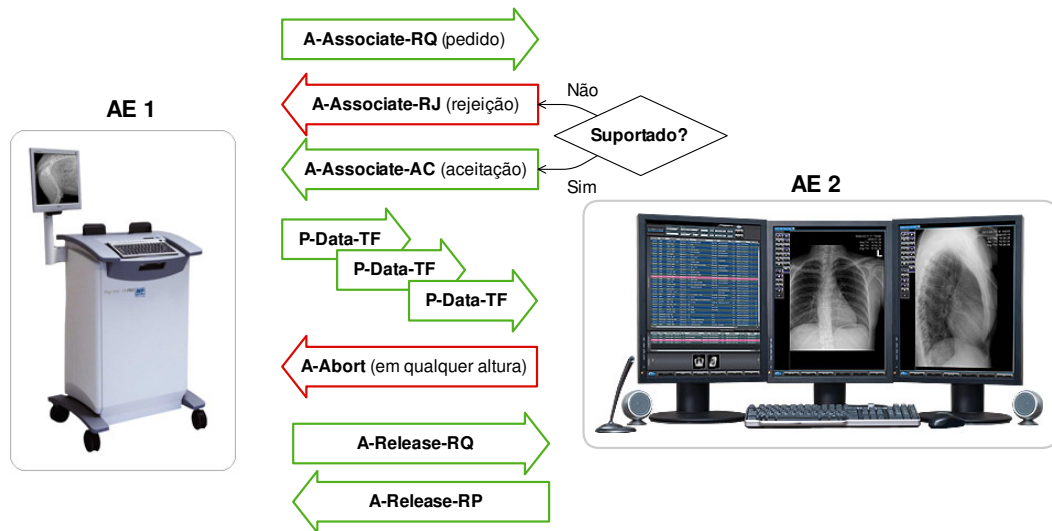 A-Associate-RQ (pedido)
AE 1
A-Associate-RJ (rejeição)
Não
Suportado?
A-Associate-AC (aceitação)
Sim
AE 2
P-Data-TF
P-Data-TF
P-Data-TF
L
A-Abort (em qualquer altura)
A-Release-RQ
A-Release-RP